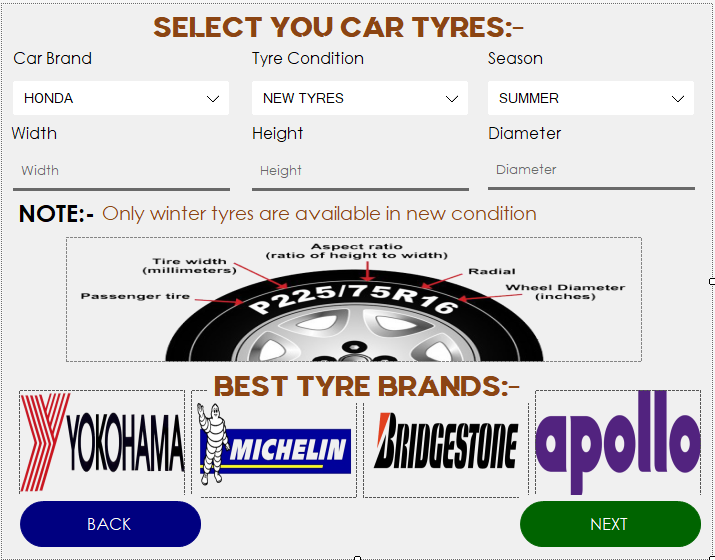 SELECT YOU CAR TYRES:-
Car Brand Tyre Condition Season
HONDA NEW TYRES SUMMER
Width Height Diameter
Width Height Diameter
NOTE:- Only winter tyres are available in new condition
Aspect ratio
(ratio of height to width)
Tire width
(millimeters)
Radial
Passenger tire
Wheel Diameter
(inches)
P225/75R16
BEST TYRE BRANDS:-
YOKOHAMA MICHELIN BRIDGESTONE apollo
BACK NEXT